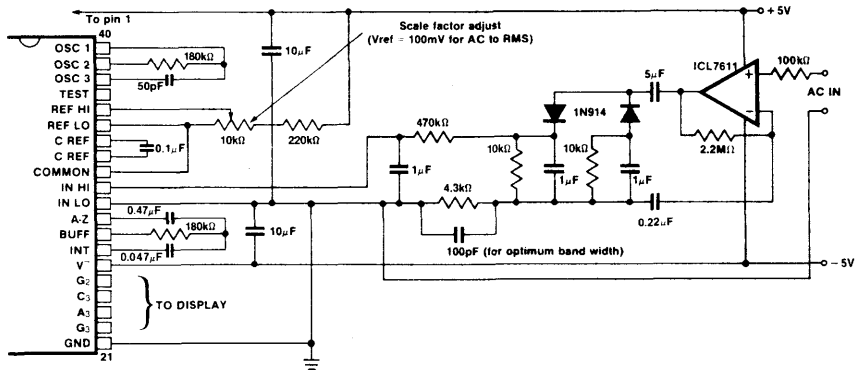 To pin 1
40
OSC 1
OSC 2
OSC 3
TEST
REF HI
REF LO
C REF
C REF
COMMON
IN HI
IN LO
A-Z
BUFF
INT
V⁻
G2
C3
A3
G3
GND
21
180kΩ
50pF
0.1μF
0.47μF
180kΩ
0.047μF
TO DISPLAY
10μF
Scale factor adjust
(Vref = 100mV for AC to RMS)
10kΩ
220kΩ
10μF
470kΩ
1μF
4.3kΩ
100pF (for optimum band width)
10kΩ
1μF
1N914
10kΩ
1μF
5μF
ICL7611
+
−
2.2MΩ
0.22μF
100kΩ
AC IN
+5V
−5V